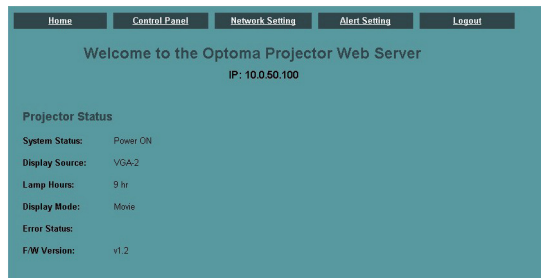 Home Control Panel Network Setting Alert Setting Logout
Welcome to the Optoma Projector Web Server
IP: 10.0.50.100
Projector Status
System Status: Power ON
Display Source: VGA-2
Lamp Hours: 9 hr
Display Mode: Movie
Error Status:
F/W Version: v1.2